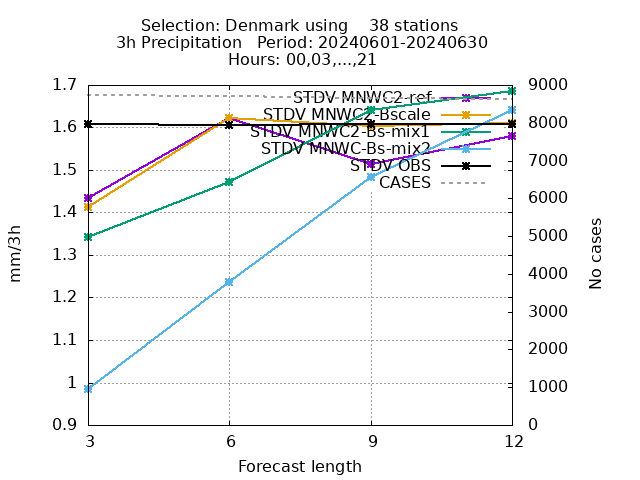 Selection: Denmark using    38 stations
3h Precipitation   Period: 20240601-20240630
Hours: 00,03,...,21
STDV MNWC2-ref
STDV MNWC2-Bscale
STDV MNWC2-Bs-mix1
STDV MNWC-Bs-mix2
STDV OBS
CASES
1.7
1.6
1.5
1.4
1.3
1.2
1.1
1
0.9
mm/3h
9000
8000
7000
6000
5000
4000
3000
2000
1000
0
No cases
3 6 9 12
Forecast length